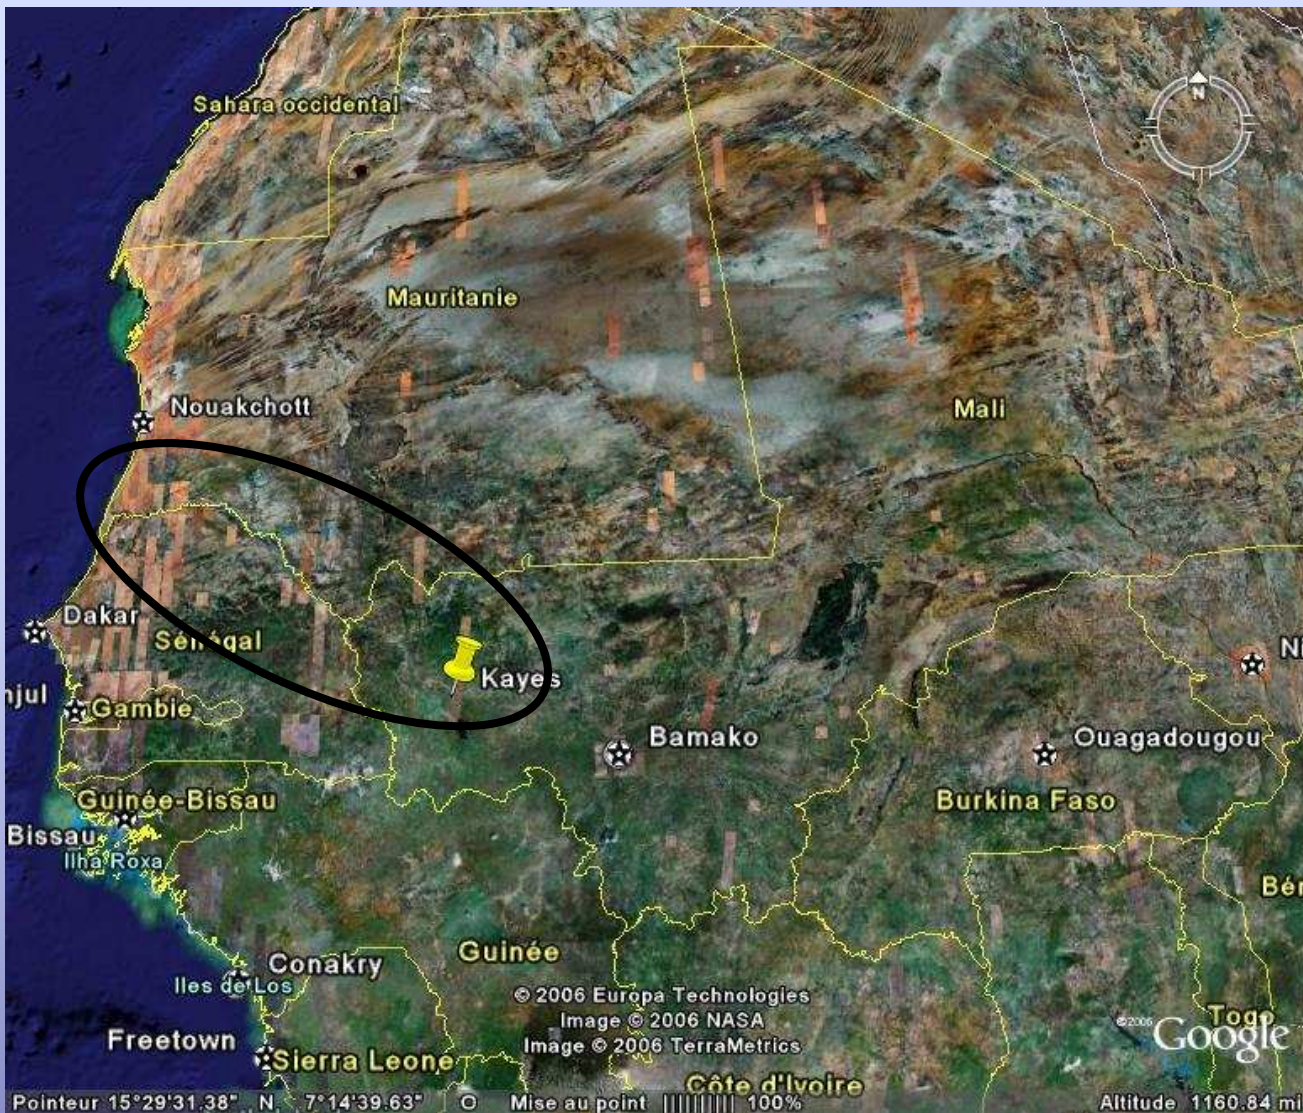 N
Sahara occidental
Mauritanie
Nouakchott
Mali
Dakar
Sénégal
Kayes
njul
Gambie
Bamako
Ouagadougou
Guinée-Bissau
Burkina Faso
Bissau
Ilha Roxa
Guinée
Conakry
Iles de Los
© 2006 Europa Technologies
Image © 2006 NASA
Image © 2006 TerraMetrics
Freetown
Sierra Leone
Togo
©2006 Google
Côte d'Ivoire
Pointeur 15°29'31.38" N, 7°14'39.63" O Mise au point |||||||||| 100% Altitude 1160.84 mi